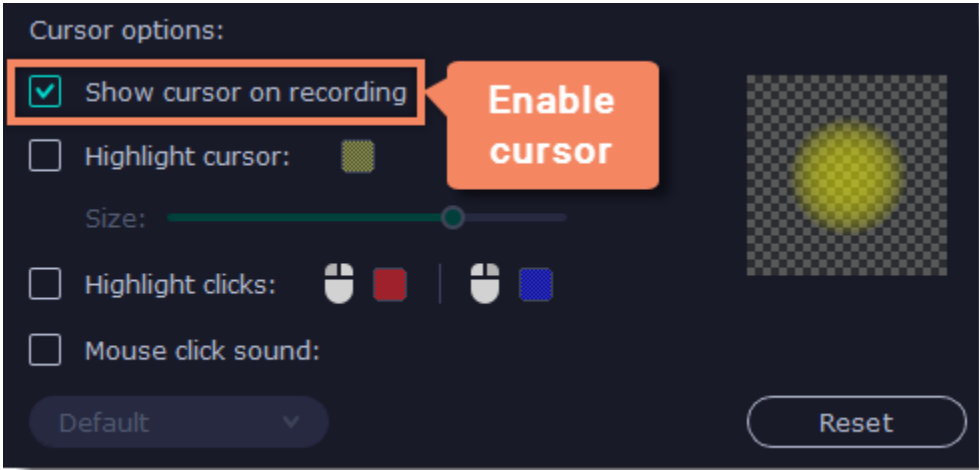 Cursor options:
Show cursor on recording
Enable
cursor
Highlight cursor:
Size:
Highlight clicks:
Mouse click sound:
Default
Reset